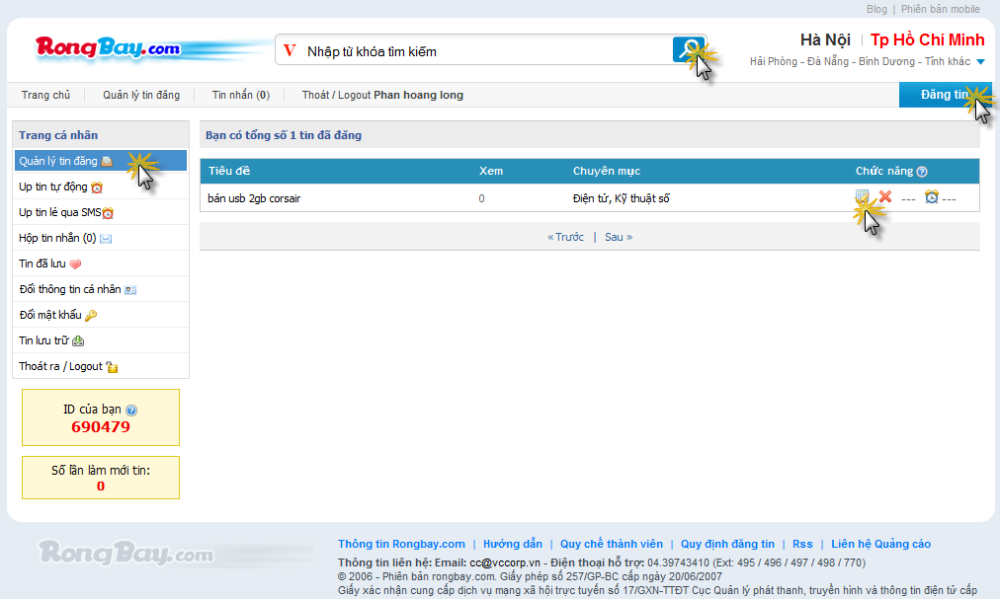 Blog | Phiên bản mobile
RongBay.com
V Nhập từ khóa tìm kiếm
Hà Nội | Tp Hồ Chí Minh
Hải Phòng - Đà Nẵng - Bình Dương - Tỉnh khác
Trang chủ | Quản lý tin đăng | Tin nhắn (0) | Thoát / Logout Phan hoang long
Đăng tin
Trang cá nhân
Quản lý tin đăng
Up tin tự động
Up tin lẻ qua SMS
Hộp tin nhắn (0)
Tin đã lưu
Đổi thông tin cá nhân
Đổi mật khẩu
Tin lưu trữ
Thoát ra / Logout
ID của bạn
690479
Số lần làm mới tin:
0
Bạn có tổng số 1 tin đã đăng
Tiêu đề Xem Chuyên mục Chức năng
bán usb 2gb corsair 0 Điện tử, Kỹ thuật số --- ---
« Trước | Sau »
RongBay.com
Thông tin Rongbay.com | Hướng dẫn | Quy chế thành viên | Quy định đăng tin | Rss | Liên hệ Quảng cáo
Thông tin liên hệ: Email: cc@vccorp.vn - Điện thoại hỗ trợ: 04.39743410 (Ext: 495 / 496 / 497 / 498 / 770)
© 2006 - Phiên bản rongbay.com. Giấy phép số 257/GP-BC cấp ngày 20/06/2007
Giấy xác nhận cung cấp dịch vụ mạng xã hội trực tuyến số 17/GXN-TTĐT Cục Quản lý phát thanh, truyền hình và thông tin điện tử cấp